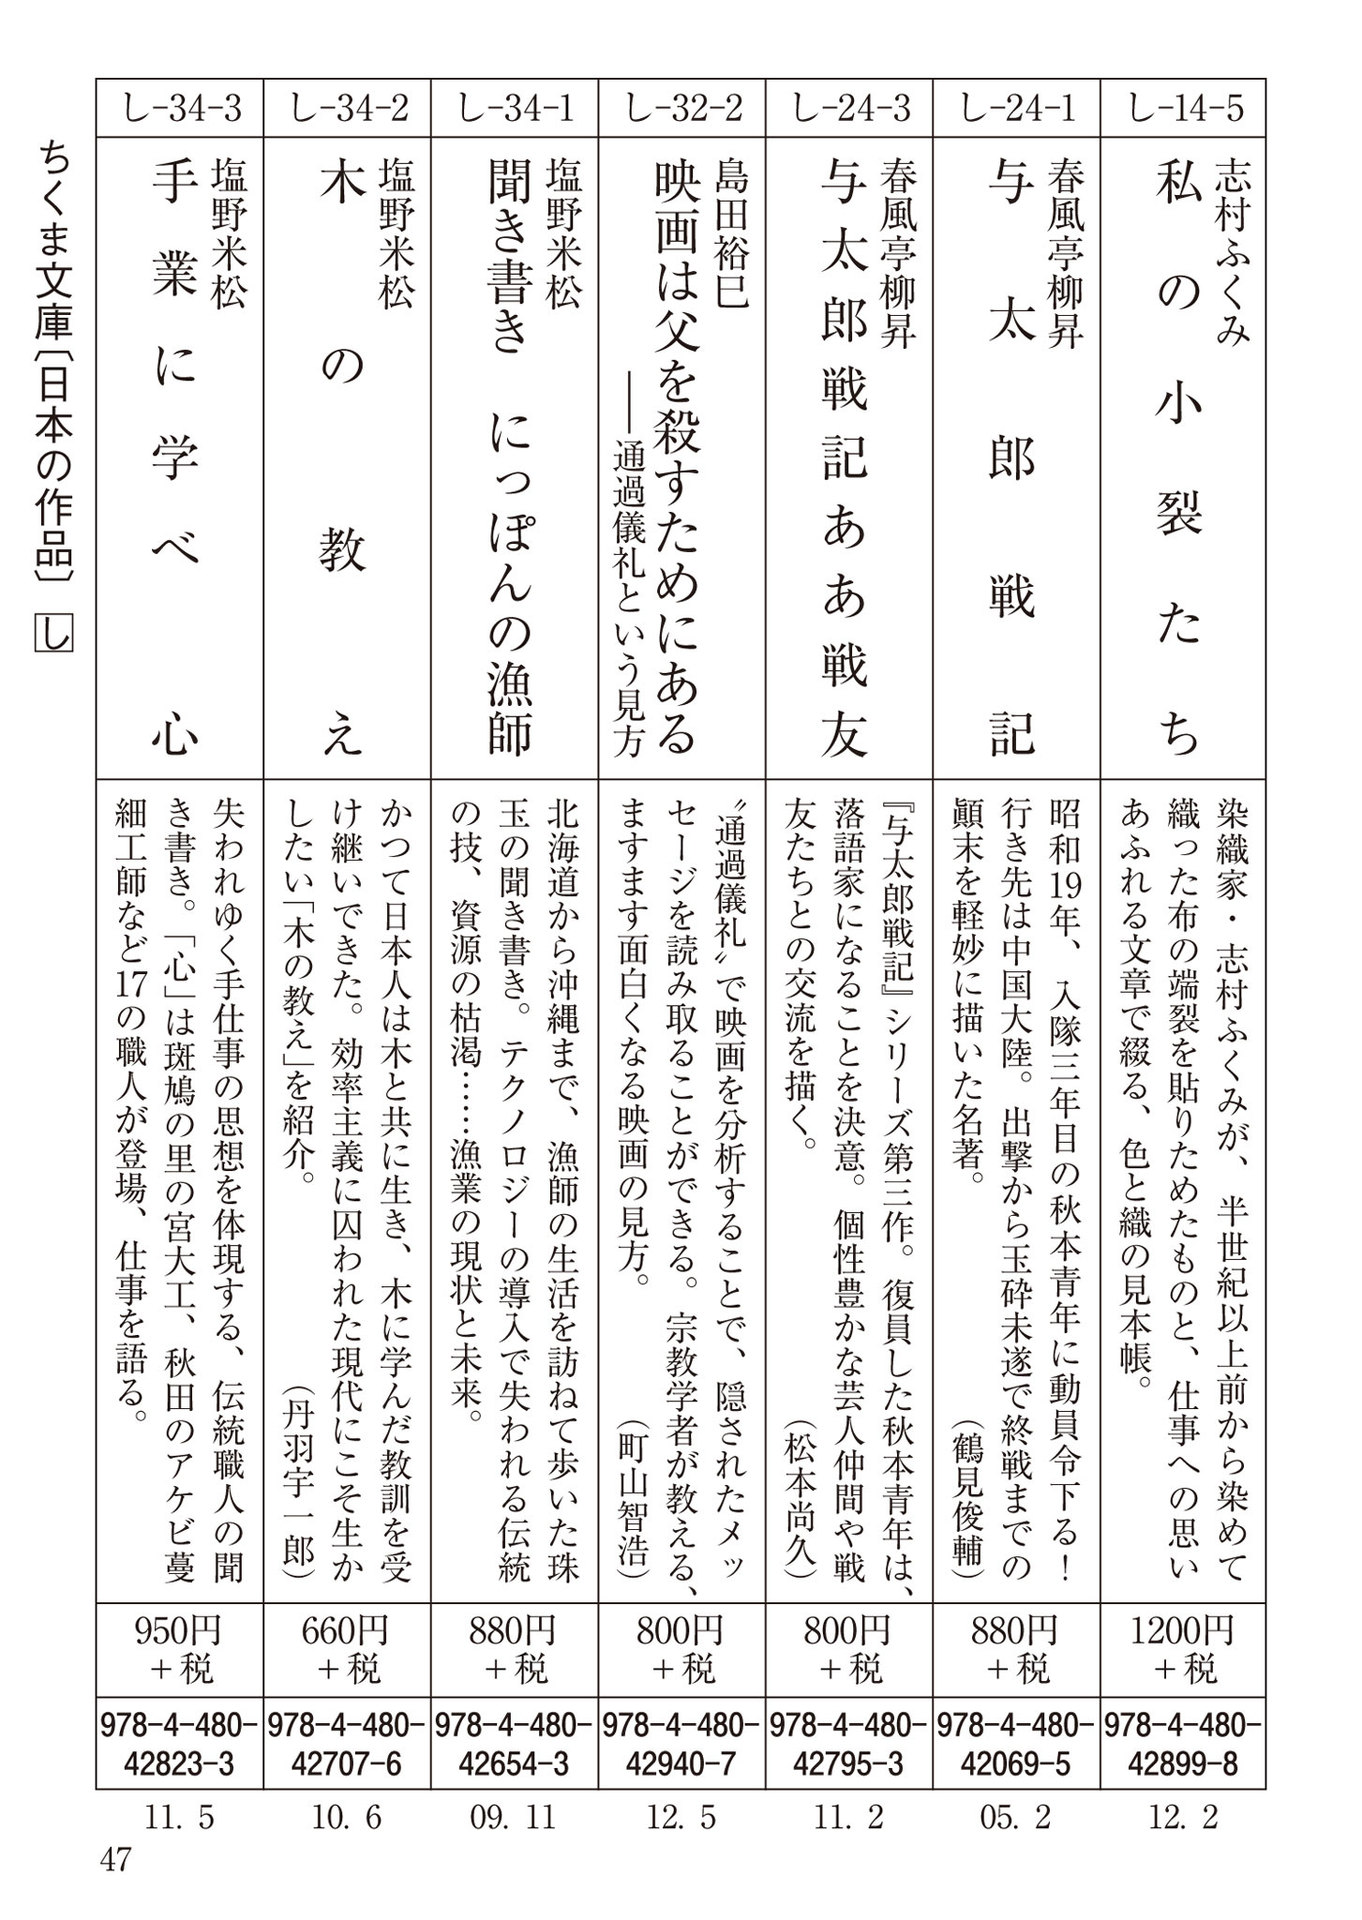 し-14-5
志村ふくみ
私の小裂たち
染織家・志村ふくみが、半世紀以上前から染めて
織った布の端裂を貼りためたものと、仕事への思い
あふれる文章で綴る、色と織の見本帳。
1200円
+税
978-4-480-
42899-8
12. 2
し-24-1
春風亭柳昇
与太郎戦記
昭和19年、入隊三年目の秋本青年に動員令下る！
行き先は中国大陸。出撃から玉砕未遂で終戦までの
顚末を軽妙に描いた名著。
（鶴見俊輔）
880円
+税
978-4-480-
42069-5
05. 2
し-24-3
春風亭柳昇
与太郎戦記ああ戦友
『与太郎戦記』シリーズ第三作。復員した秋本青年は、
落語家になることを決意。個性豊かな芸人仲間や戦
友たちとの交流を描く。
（松本尚久）
800円
+税
978-4-480-
42795-3
11. 2
し-32-2
島田裕巳
映画は父を殺すためにある
——通過儀礼という見方
〝通過儀礼〟で映画を分析することで、隠されたメッ
セージを読み取ることができる。宗教学者が教える、
ますます面白くなる映画の見方。
（町山智浩）
800円
+税
978-4-480-
42940-7
12. 5
し-34-1
塩野米松
聞き書き にっぽんの漁師
北海道から沖縄まで、漁師の生活を訪ねて歩いた珠
玉の聞き書き。テクノロジーの導入で失われる伝統
の技、資源の枯渇……漁業の現状と未来。
880円
+税
978-4-480-
42654-3
09. 11
し-34-2
塩野米松
木の教え
かつて日本人は木と共に生き、木に学んだ教訓を受
け継いできた。効率主義に囚われた現代にこそ生か
したい「木の教え」を紹介。
（丹羽宇一郎）
660円
+税
978-4-480-
42707-6
10. 6
し-34-3
塩野米松
手業に学べ 心
失われゆく手仕事の思想を体現する、伝統職人の聞
き書き。「心」は斑鳩の里の宮大工、秋田のアケビ蔓
細工師など17の職人が登場、仕事を語る。
950円
+税
978-4-480-
42823-3
11. 5
ちくま文庫〔日本の作品〕 し
47